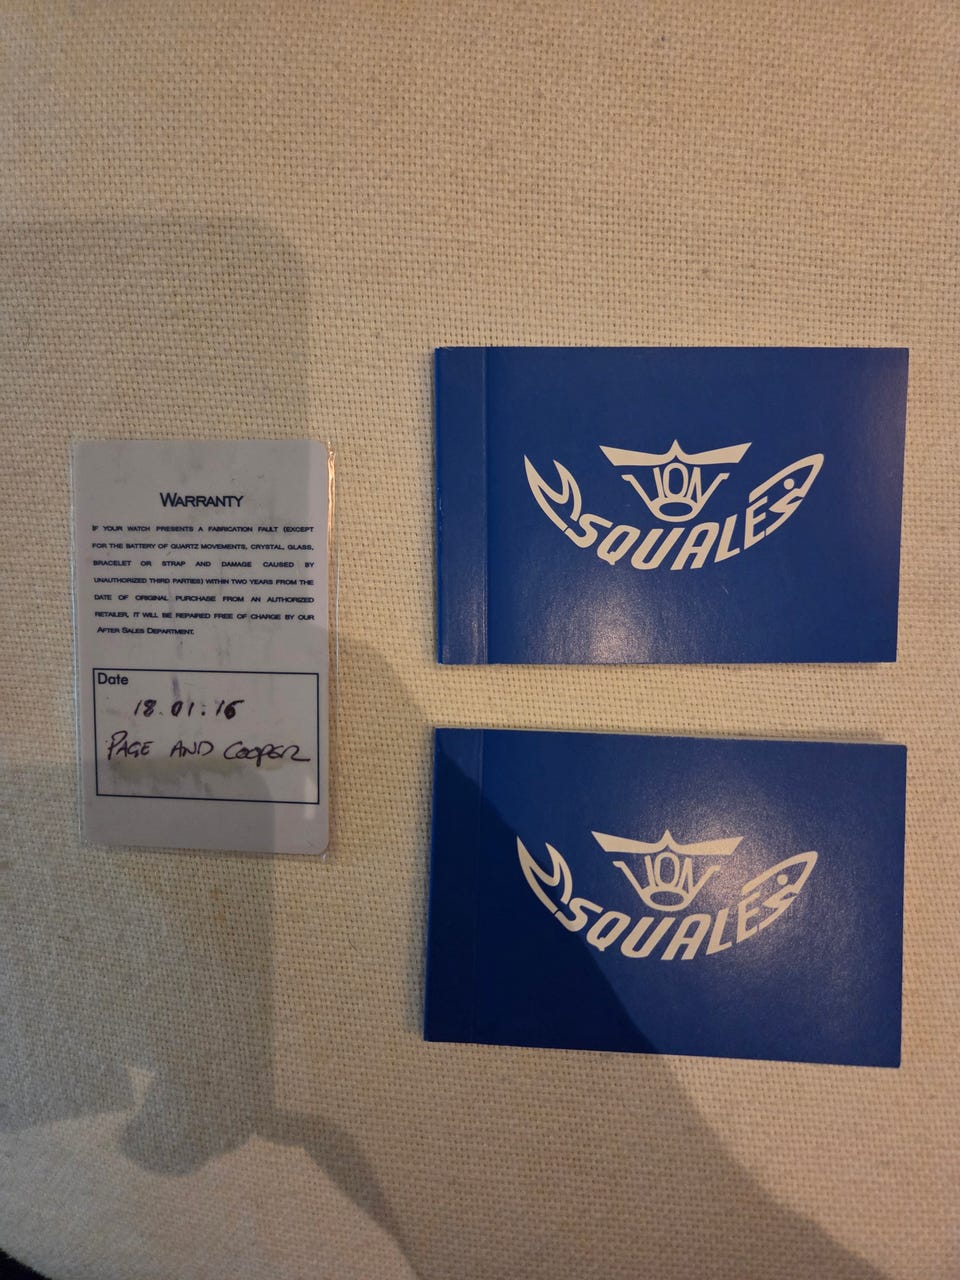 WARRANTY
IF YOUR WATCH PRESENTS A FABRICATION FAULT (EXCEPT
FOR THE BATTERY OF QUARTZ MOVEMENTS, CRYSTAL, GLASS,
BRACELET OR STRAP AND DAMAGE CAUSED BY
UNAUTHORIZED THIRD PARTIES) WITHIN TWO YEARS FROM THE
DATE OF ORIGINAL PURCHASE FROM AN AUTHORIZED
RETAILER, IT WILL BE REPAIRED FREE OF CHARGE BY OUR
AFTER SALES DEPARTMENT.
Date
18.01.16
PAGE AND COOPER
VON
SQUALES
VON
SQUALES